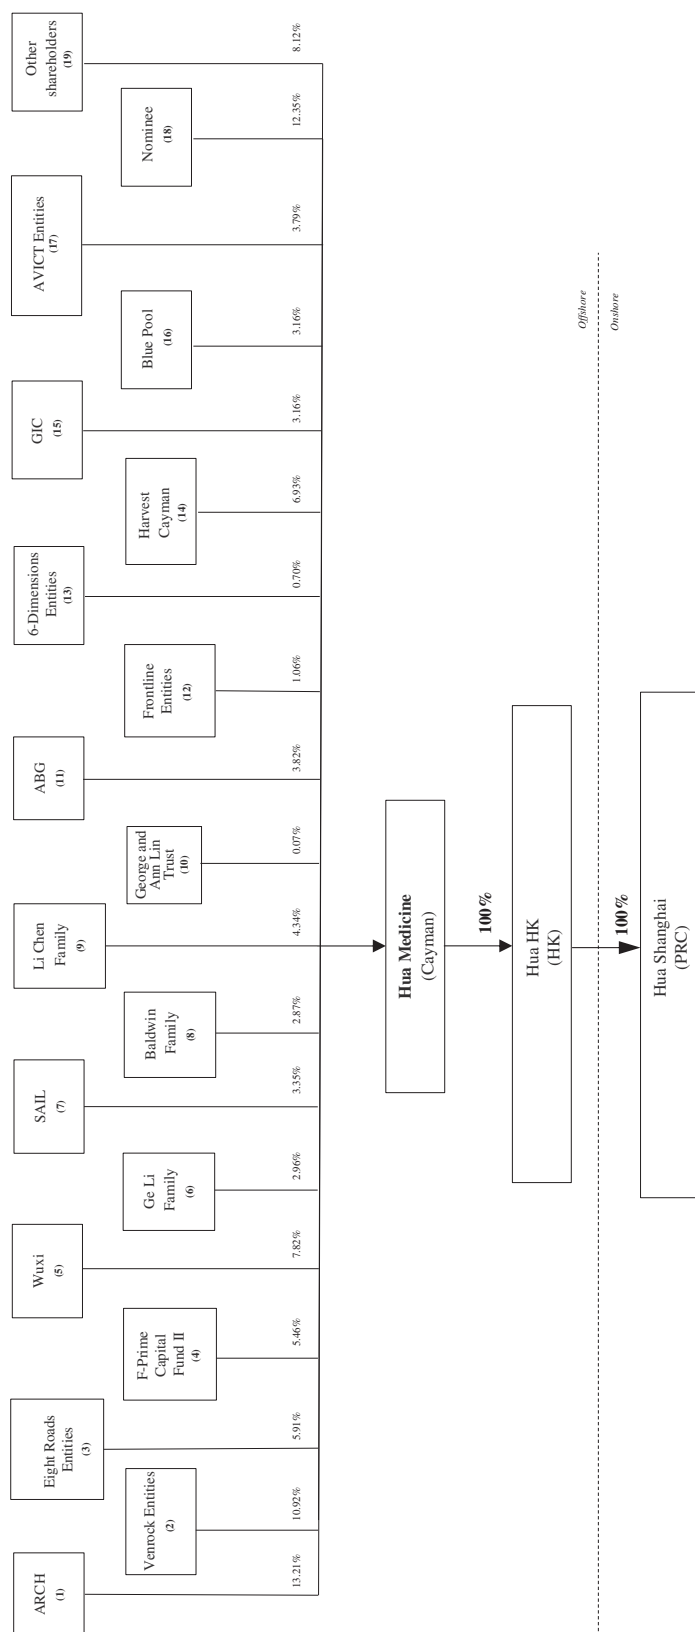 ARCH
(1)
13.21%
Venrock Entities
(2)
10.92%
Eight Roads
Entities
(3)
5.91%
F-Prime
Capital
Fund II
(4)
5.46%
Wuxi
(5)
7.82%
Ge Li
Family
(6)
2.96%
SAIL
(7)
3.35%
Baldwin
Family
(8)
2.87%
Li Chen
Family
(9)
4.34%
George and
Ann Lin
Trust
(10)
0.07%
ABG
(11)
3.82%
Frontline
Entities
(12)
1.06%
6-Dimensions
Entities
(13)
0.70%
Harvest
Cayman
(14)
6.93%
GIC
(15)
3.16%
Blue Pool
(16)
3.16%
AVICT Entities
(17)
3.79%
Nominee
(18)
12.35%
Other
shareholders
(19)
8.12%
Hua Medicine
(Cayman)
100%
Hua HK
(HK)
Offshore
Onshore
100%
Hua Shanghai
(PRC)